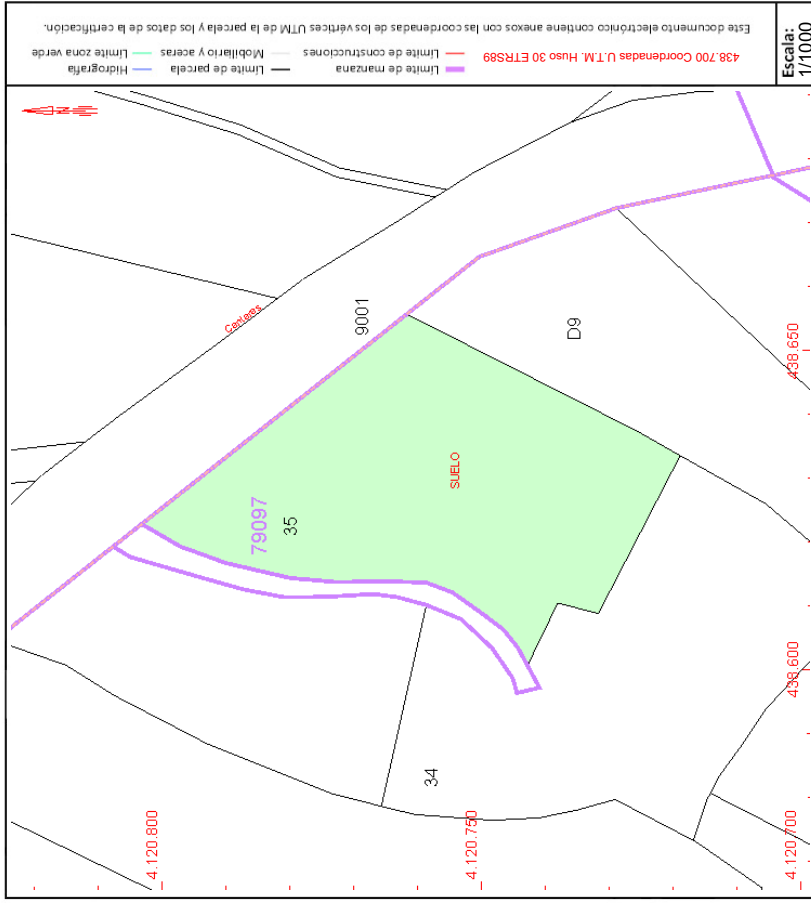 Este documento electrónico contiene anexos con las coordenadas de los vértices UTM de la parcela y los datos de la certificación.
438.700 Coordenadas U.T.M. Huso 30 ETRS89
Límite de manzana
Límite de parcela
Hidrografía
Límite de construcciones
Mobiliario y aceras
Límite zona verde
Escala:
1/1000
Canteras
9001
D9
438.650
SUELO
79097
35
438.600
34
4.120.800
4.120.750
4.120.700